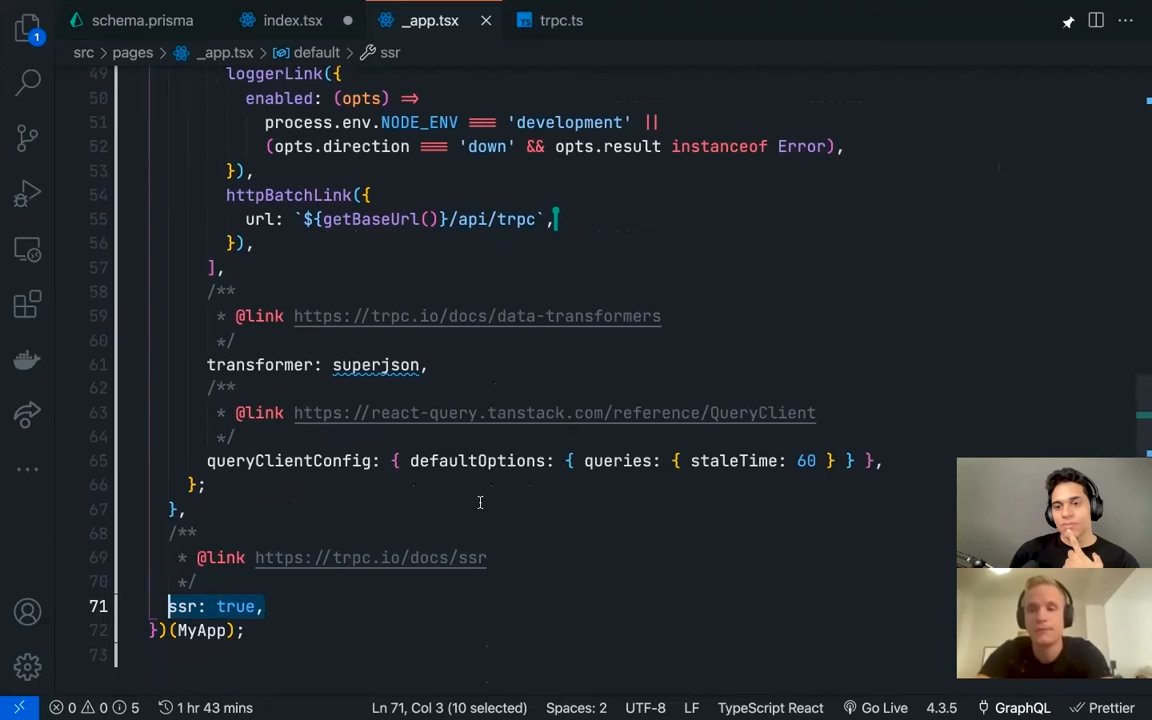 schema.prisma
index.tsx
_app.tsx
TS trpc.ts
src > pages > _app.tsx > default > ssr
1
49 loggerLink({
50 enabled: (opts) =>
51 process.env.NODE_ENV === 'development' ||
52 (opts.direction === 'down' && opts.result instanceof Error),
53 }),
54 httpBatchLink({
55 url: `${getBaseUrl()}/api/trpc`,
56 }),
57 ],
58 /**
59 * @link https://trpc.io/docs/data-transformers
60 */
61 transformer: superjson,
62 /**
63 * @link https://react-query.tanstack.com/reference/QueryClient
64 */
65 queryClientConfig: { defaultOptions: { queries: { staleTime: 60 } } },
66 };
67 },
68 /**
69 * @link https://trpc.io/docs/ssr
70 */
71 ssr: true,
72 })(MyApp);
73
0 0 5 1 hr 43 mins Ln 71, Col 3 (10 selected) Spaces: 2 UTF-8 LF TypeScript React Go Live 4.3.5 GraphQL Prettier